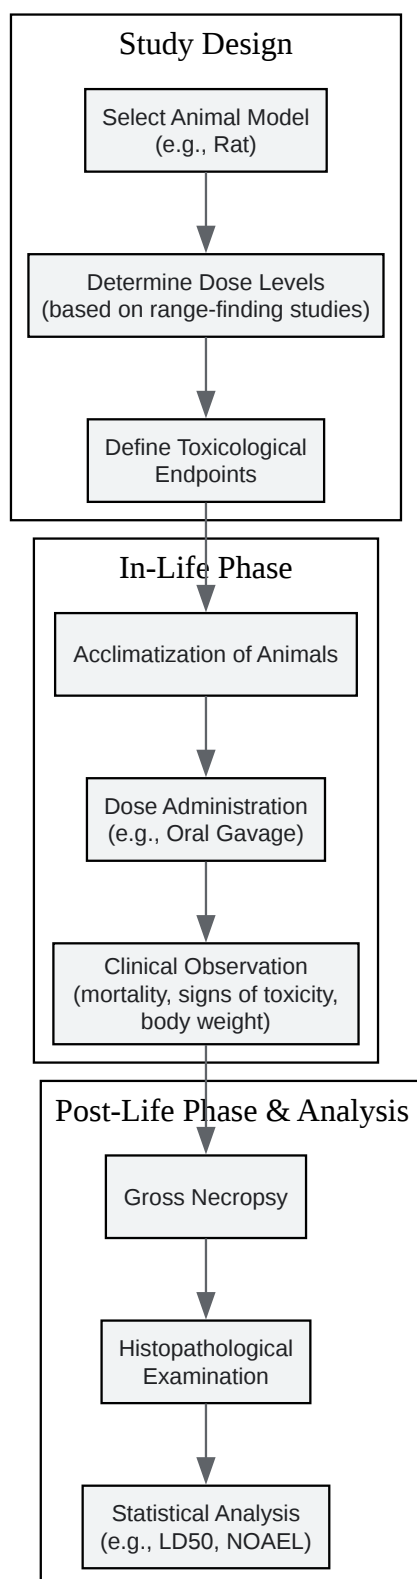 Study Design
Select Animal Model
(e.g., Rat)
Determine Dose Levels
(based on range-finding studies)
Define Toxicological
Endpoints
In-Life Phase
Acclimatization of Animals
Dose Administration
(e.g., Oral Gavage)
Clinical Observation
(mortality, signs of toxicity,
body weight)
Post-Life Phase & Analysis
Gross Necropsy
Histopathological
Examination
Statistical Analysis
(e.g., LD50, NOAEL)